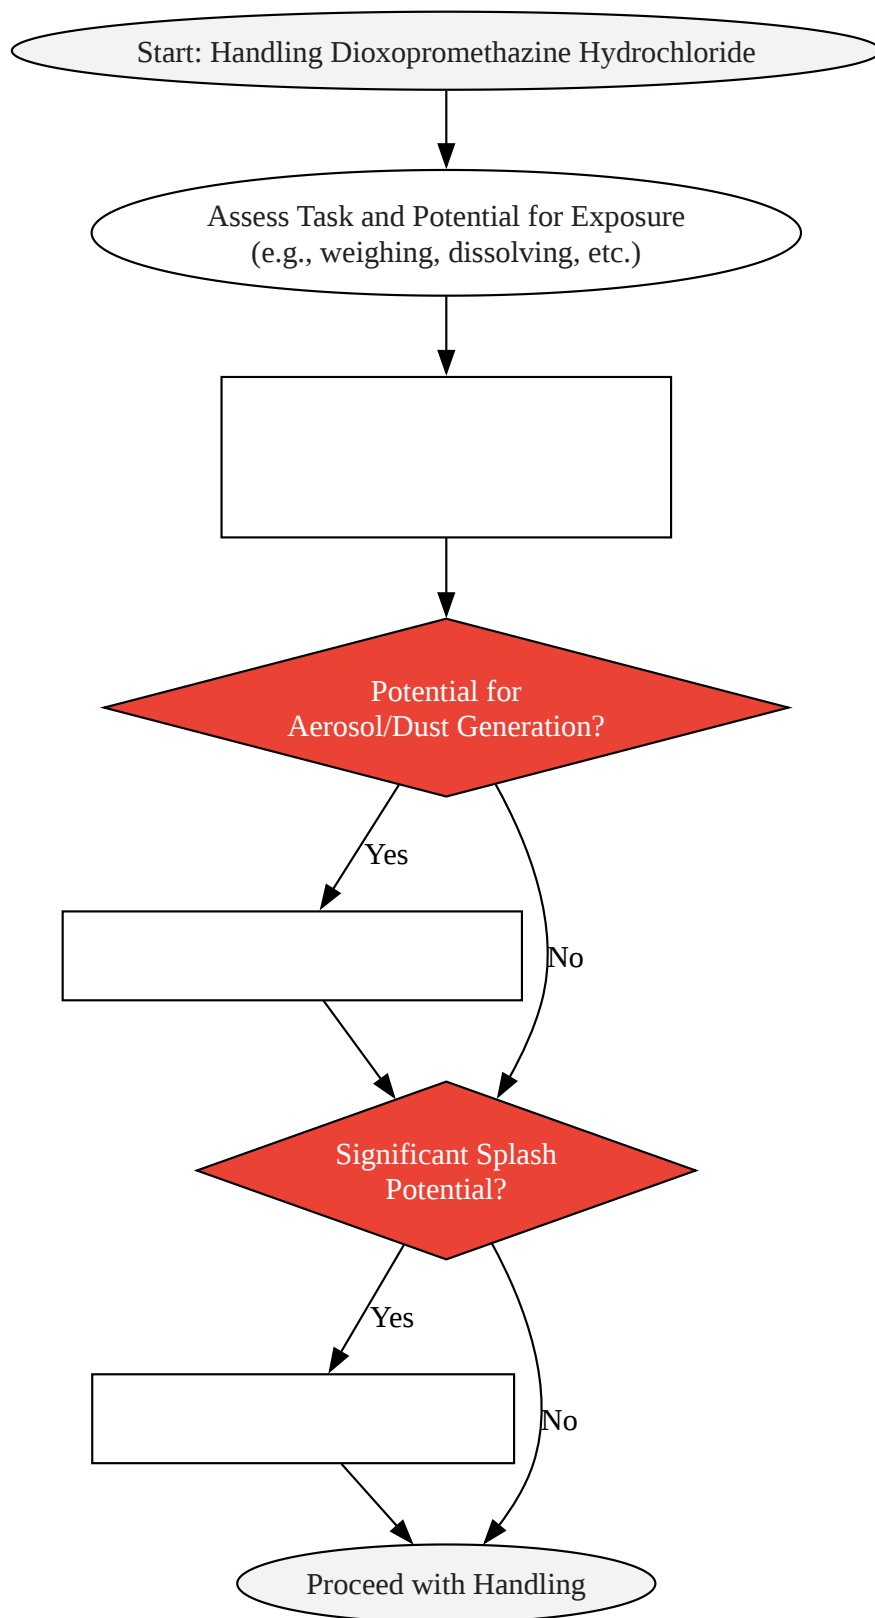 Start: Handling Dioxopromethazine Hydrochloride
Assess Task and Potential for Exposure
(e.g., weighing, dissolving, etc.)
Potential for
Aerosol/Dust Generation?
Yes
No
Significant Splash
Potential?
Yes
No
Proceed with Handling